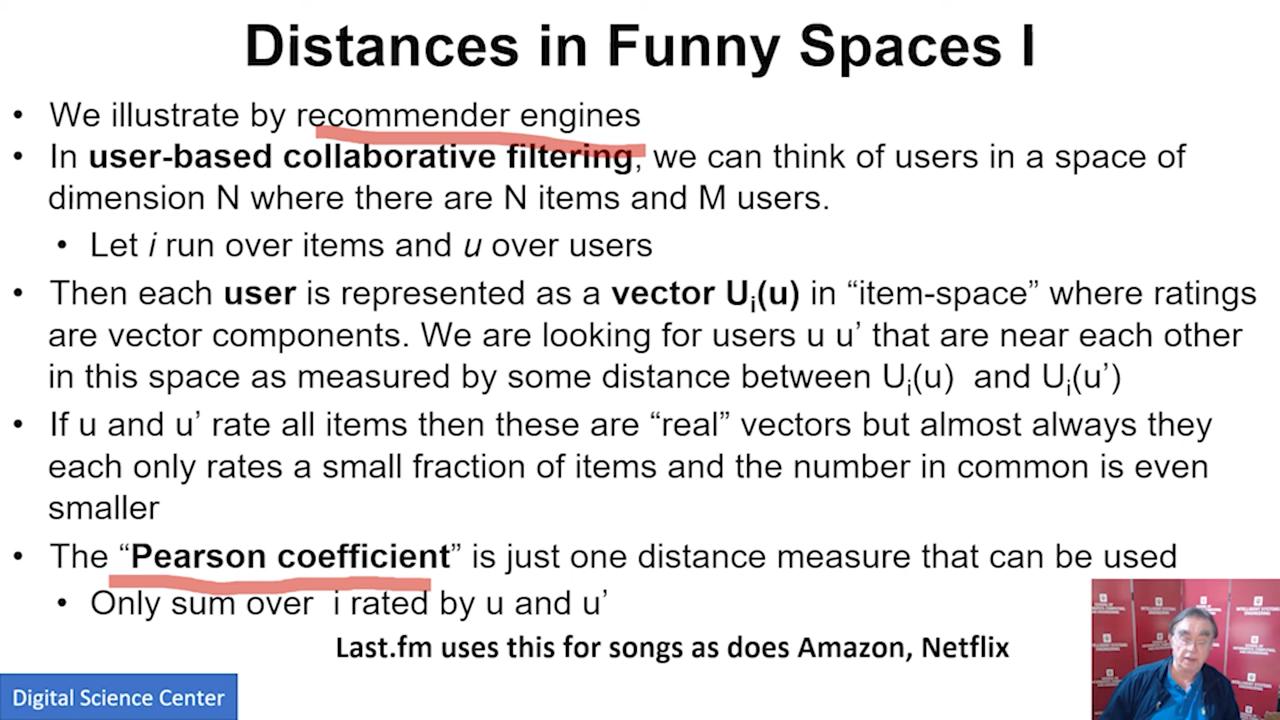 Distances in Funny Spaces I
• We illustrate by recommender engines
• In user-based collaborative filtering, we can think of users in a space of
dimension N where there are N items and M users.
• Let i run over items and u over users
• Then each user is represented as a vector Ui(u) in “item-space” where ratings
are vector components. We are looking for users u u’ that are near each other
in this space as measured by some distance between Ui(u) and Ui(u’)
• If u and u’ rate all items then these are “real” vectors but almost always they
each only rates a small fraction of items and the number in common is even
smaller
• The “Pearson coefficient” is just one distance measure that can be used
• Only sum over i rated by u and u’
Last.fm uses this for songs as does Amazon, Netflix
Digital Science Center